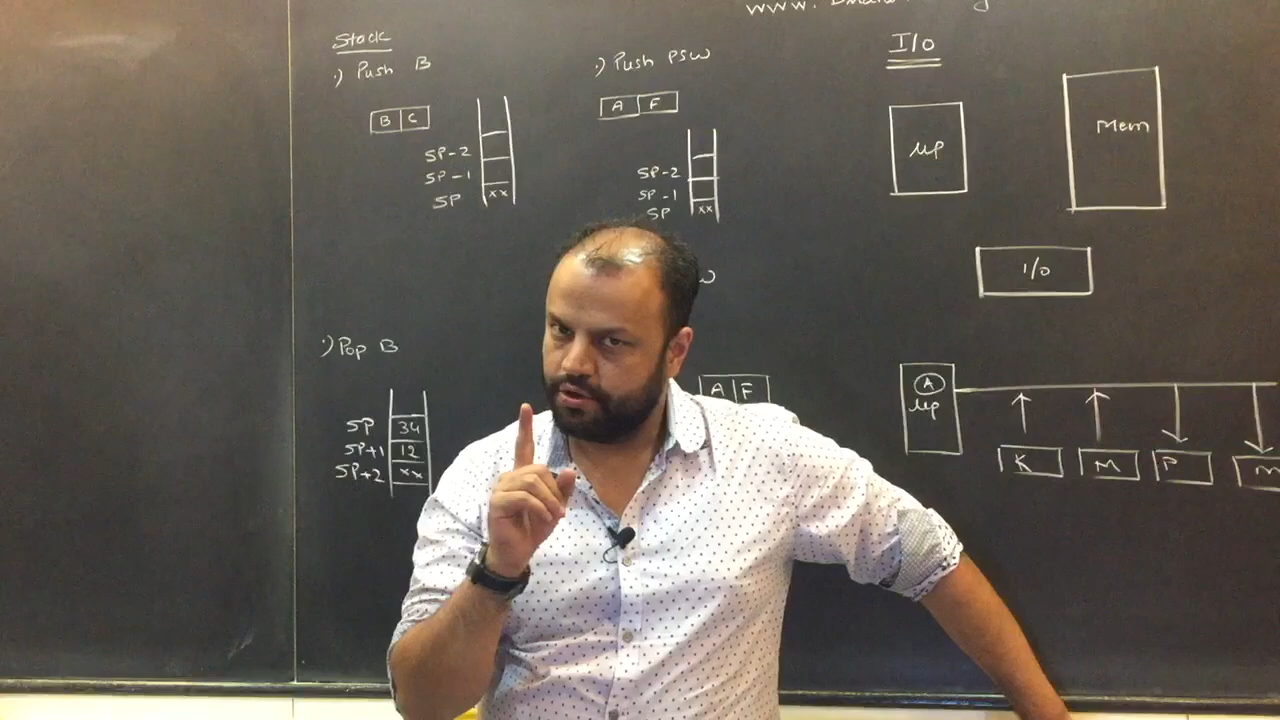 www.
Stack
·) Push B
B C
SP-2
SP-1
SP
xx
·) Push PSW
A F
SP-2
SP-1
SP
xx
I/O
μp
Mem
I/O
·) Pop B
SP 34
SP+1 12
SP+2 xx
W
A F
A
μp
K
M
P
m